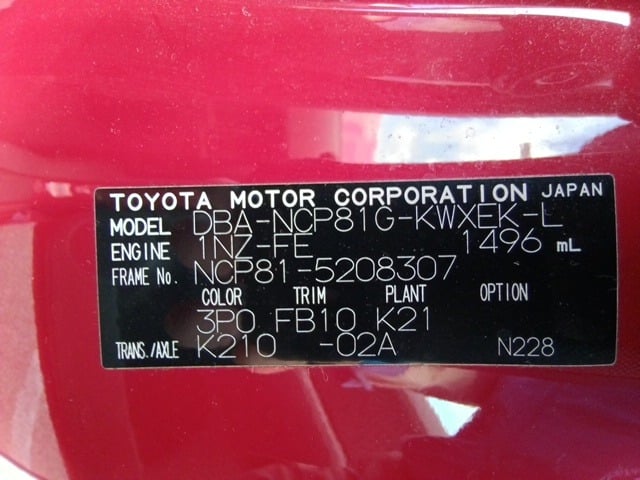 TOYOTA MOTOR CORPORATION JAPAN
MODEL DBA-NCP81G-KWXEK-L
ENGINE 1NZ-FE 1496 mL
FRAME No. NCP81-5208307
COLOR TRIM PLANT OPTION
3P0 FB10 K21
TRANS./AXLE K210 -02A N228